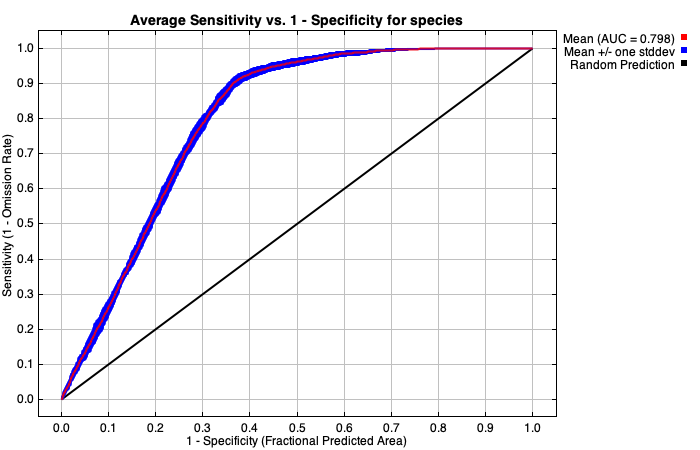 Average Sensitivity vs. 1 - Specificity for species
Mean (AUC = 0.798)
Mean +/- one stddev
Random Prediction
Sensitivity (1 - Omission Rate)
1.0
0.9
0.8
0.7
0.6
0.5
0.4
0.3
0.2
0.1
0.0
0.0 0.1 0.2 0.3 0.4 0.5 0.6 0.7 0.8 0.9 1.0
1 - Specificity (Fractional Predicted Area)